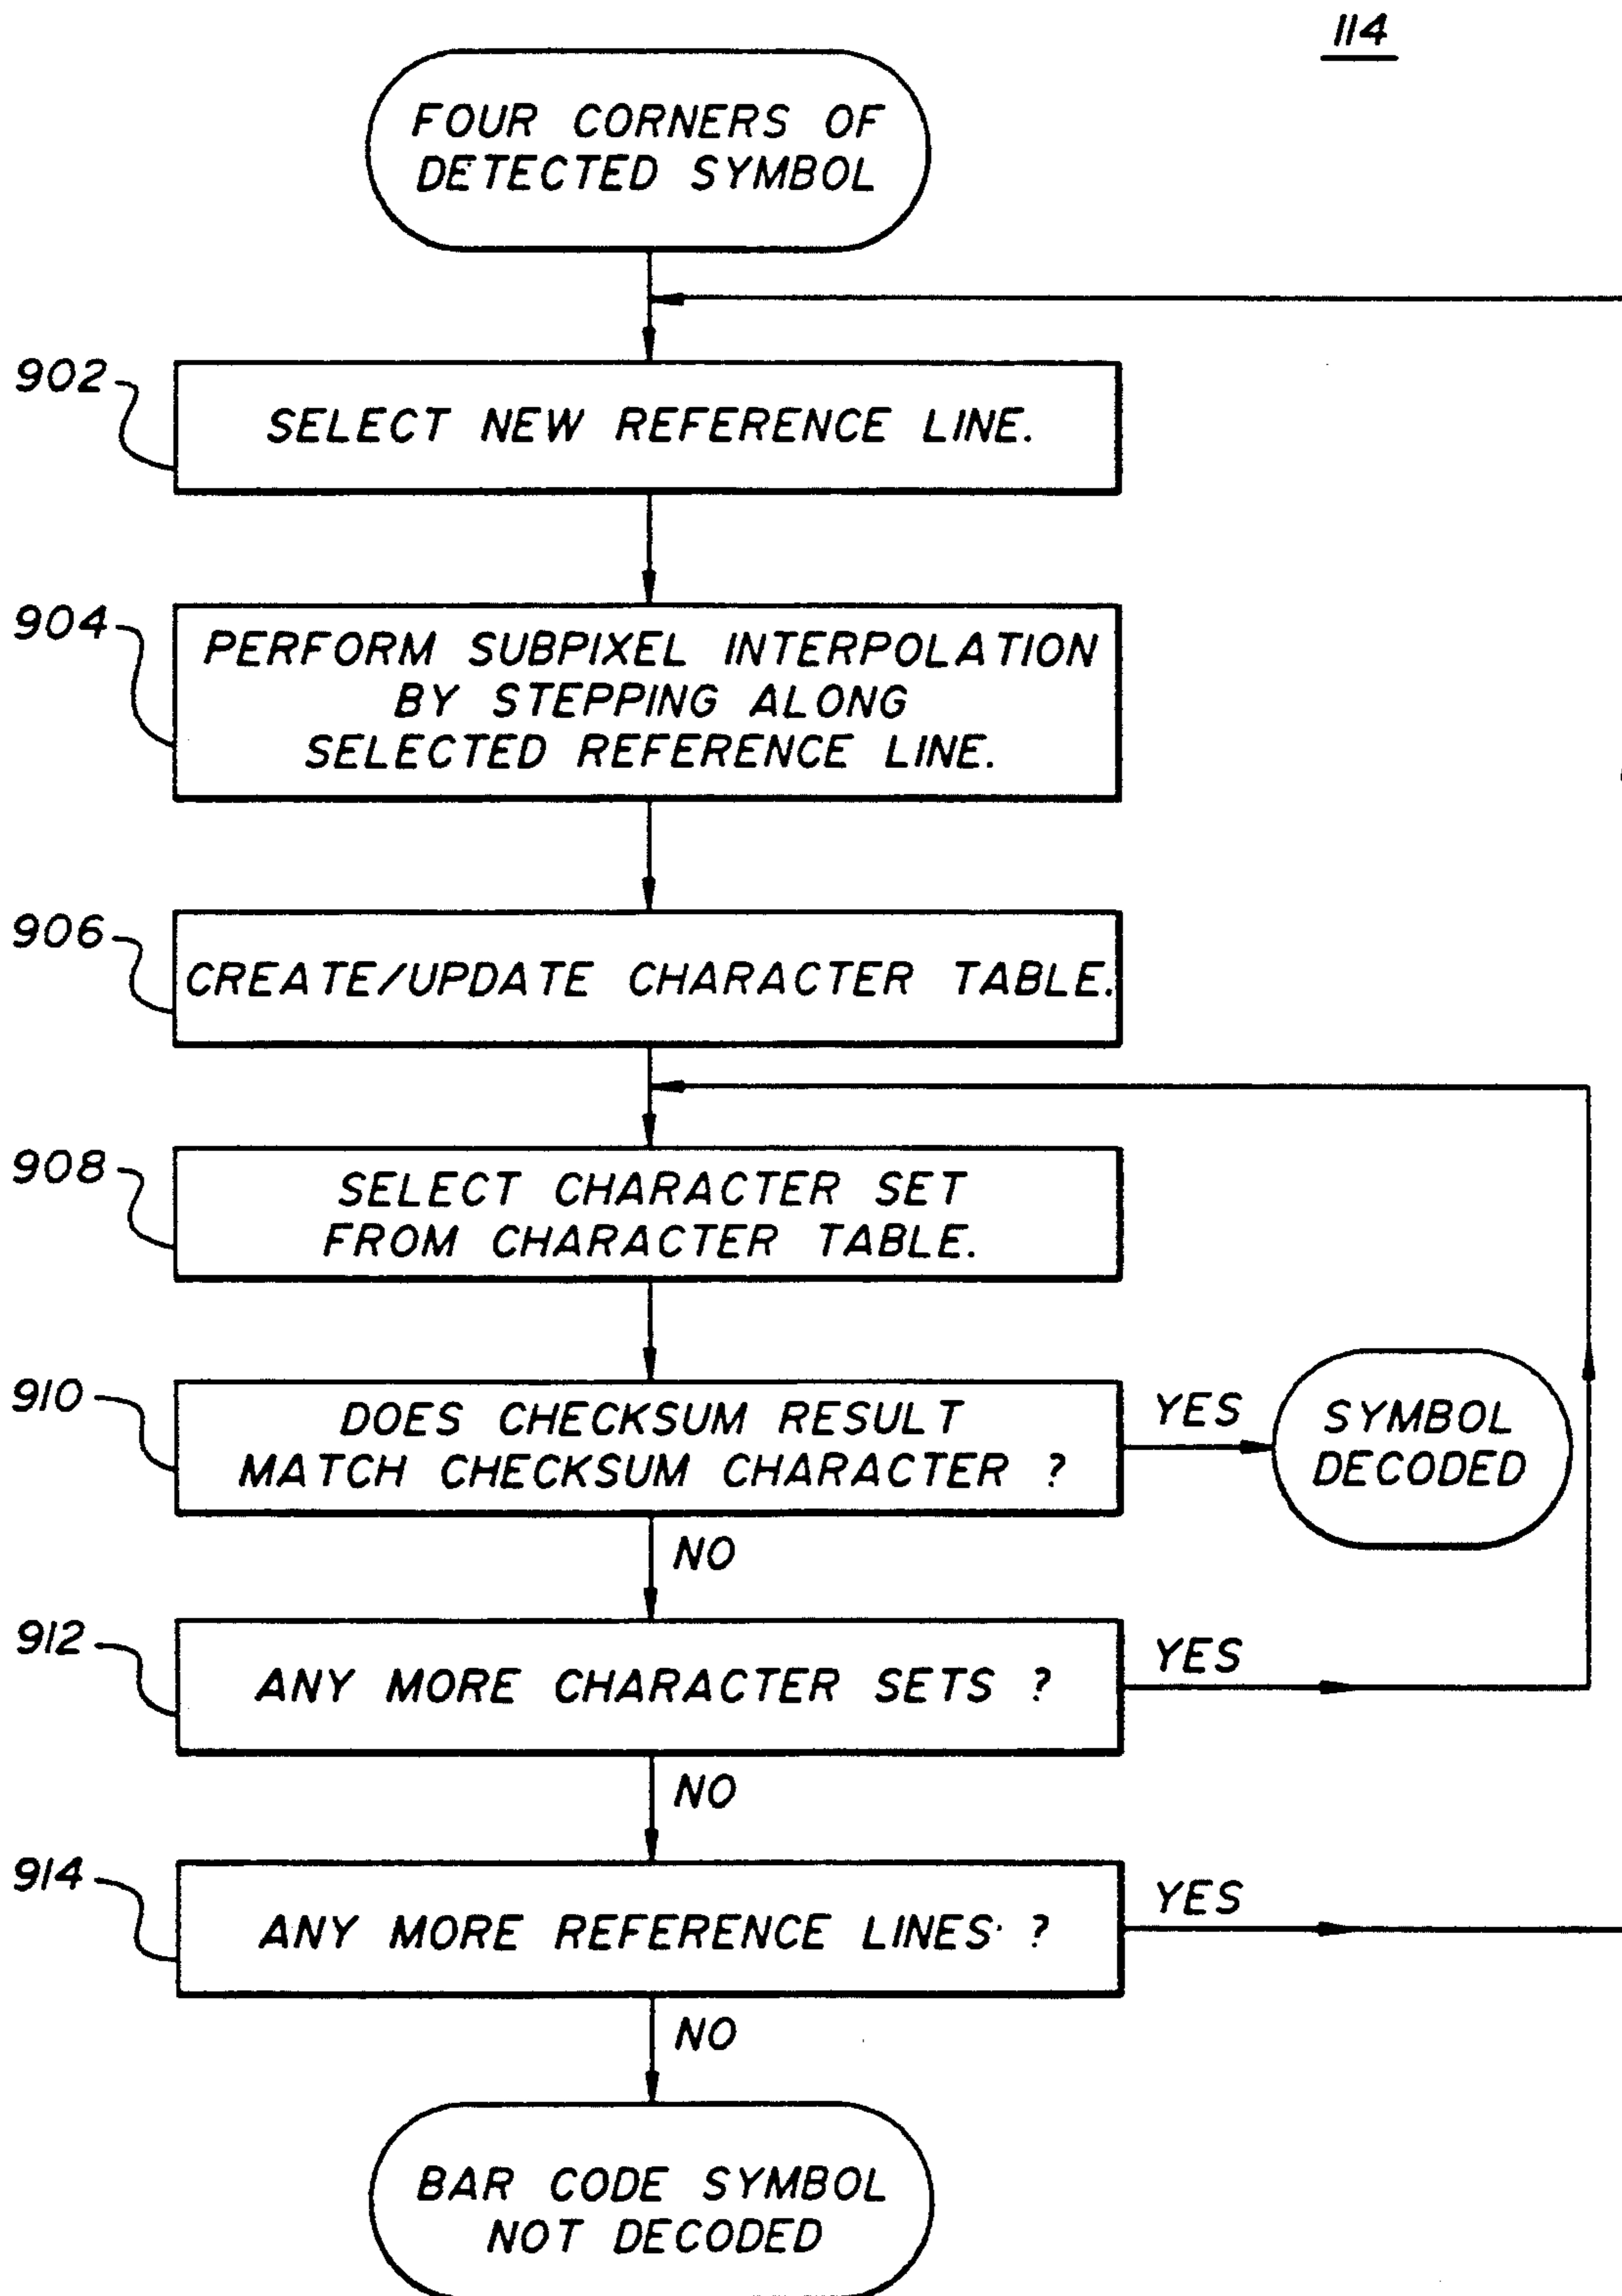 114
FOUR CORNERS OF
DETECTED SYMBOL
902
SELECT NEW REFERENCE LINE.
904
PERFORM SUBPIXEL INTERPOLATION
BY STEPPING ALONG
SELECTED REFERENCE LINE.
906
CREATE/UPDATE CHARACTER TABLE.
908
SELECT CHARACTER SET
FROM CHARACTER TABLE.
910
DOES CHECKSUM RESULT
MATCH CHECKSUM CHARACTER ?
YES
SYMBOL
DECODED
NO
912
ANY MORE CHARACTER SETS ?
YES
NO
914
ANY MORE REFERENCE LINES ?
YES
NO
BAR CODE SYMBOL
NOT DECODED